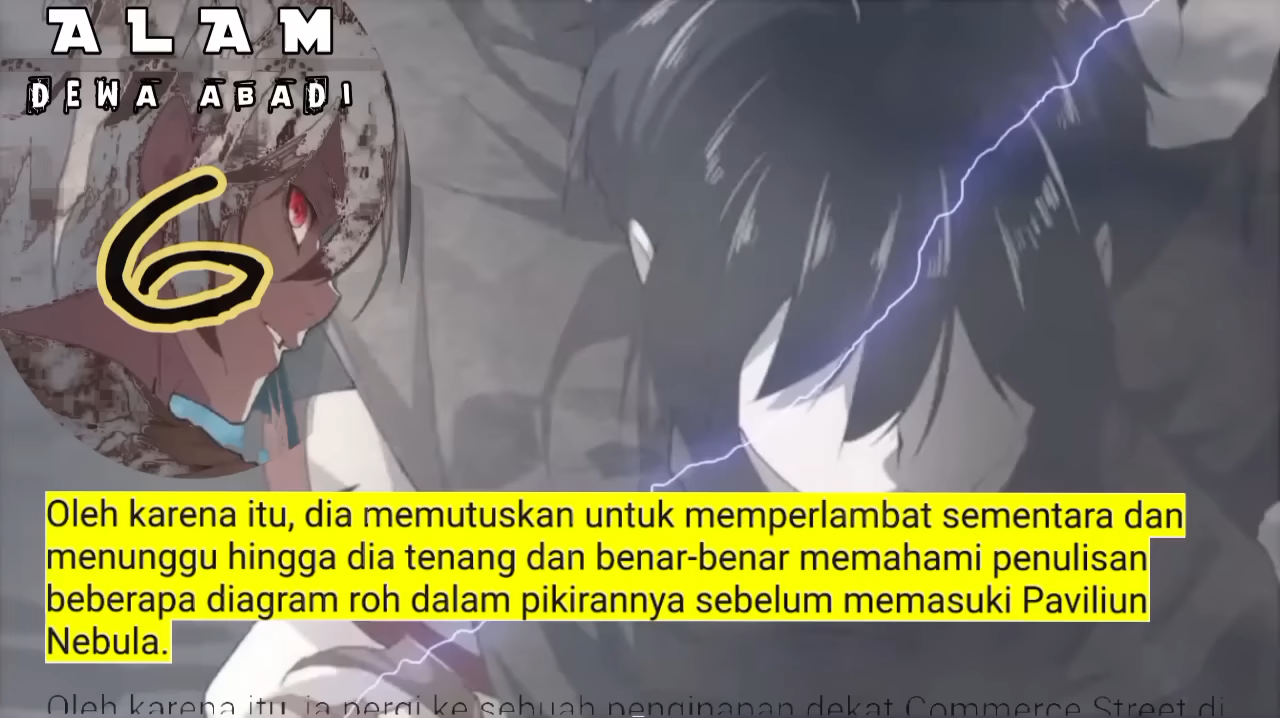 ALAM
DEWA ABADI
6
Oleh karena itu, dia memutuskan untuk memperlambat sementara dan
menunggu hingga dia tenang dan benar-benar memahami penulisan
beberapa diagram roh dalam pikirannya sebelum memasuki Paviliun
Nebula.
Oleh karena itu, ia pergi ke sebuah penginapan dekat Commerce Street di